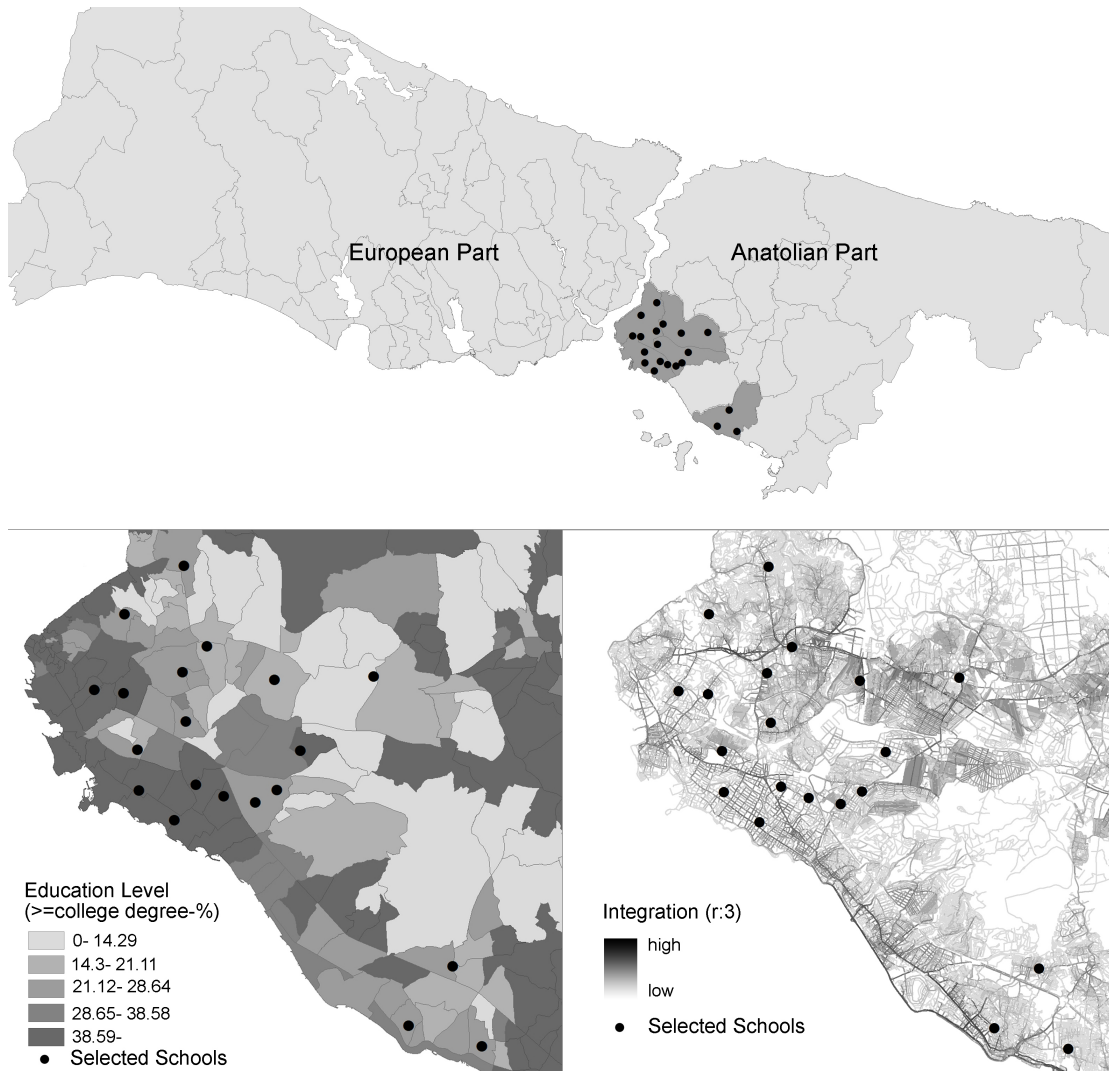 European Part
Anatolian Part
Education Level
(>=college degree-%)
0- 14.29
14.3- 21.11
21.12- 28.64
28.65- 38.58
38.59-
Selected Schools
Integration (r:3)
high
low
Selected Schools